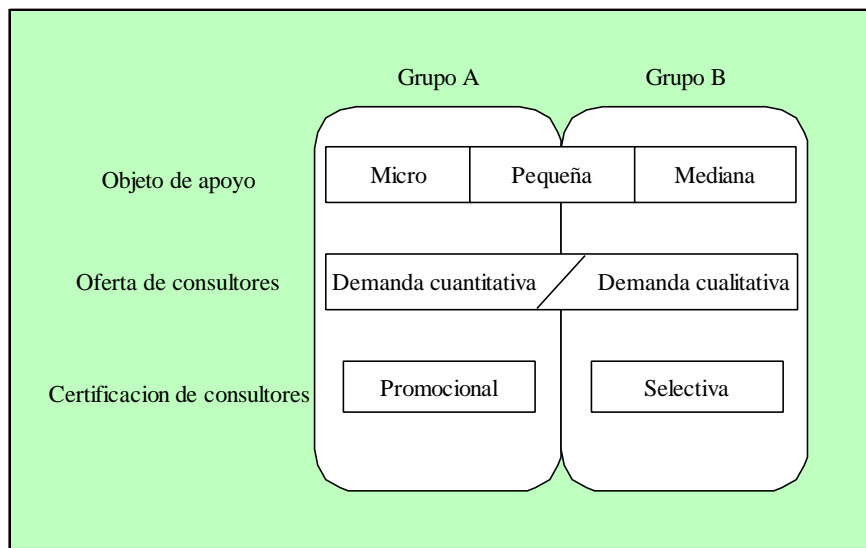 Grupo A
Grupo B
Objeto de apoyo
Micro
Pequeña
Mediana
Oferta de consultores
Demanda cuantitativa
Demanda cualitativa
Certificacion de consultores
Promocional
Selectiva